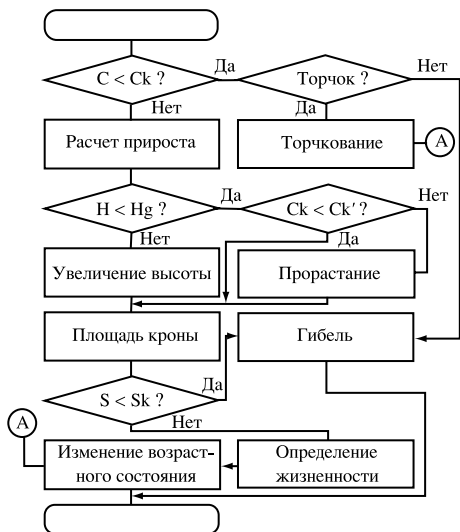 C < Ck ?
Да
Торчок ?
Нет
Нет
Да
Расчет прироста
Торчкование
A
H < Hg ?
Да
Ck < Ck′ ?
Нет
Нет
Да
Увеличение высоты
Прорастание
Площадь кроны
Гибель
Да
S < Sk ?
Нет
A
Изменение возраст-
ного состояния
Определение
жизненности